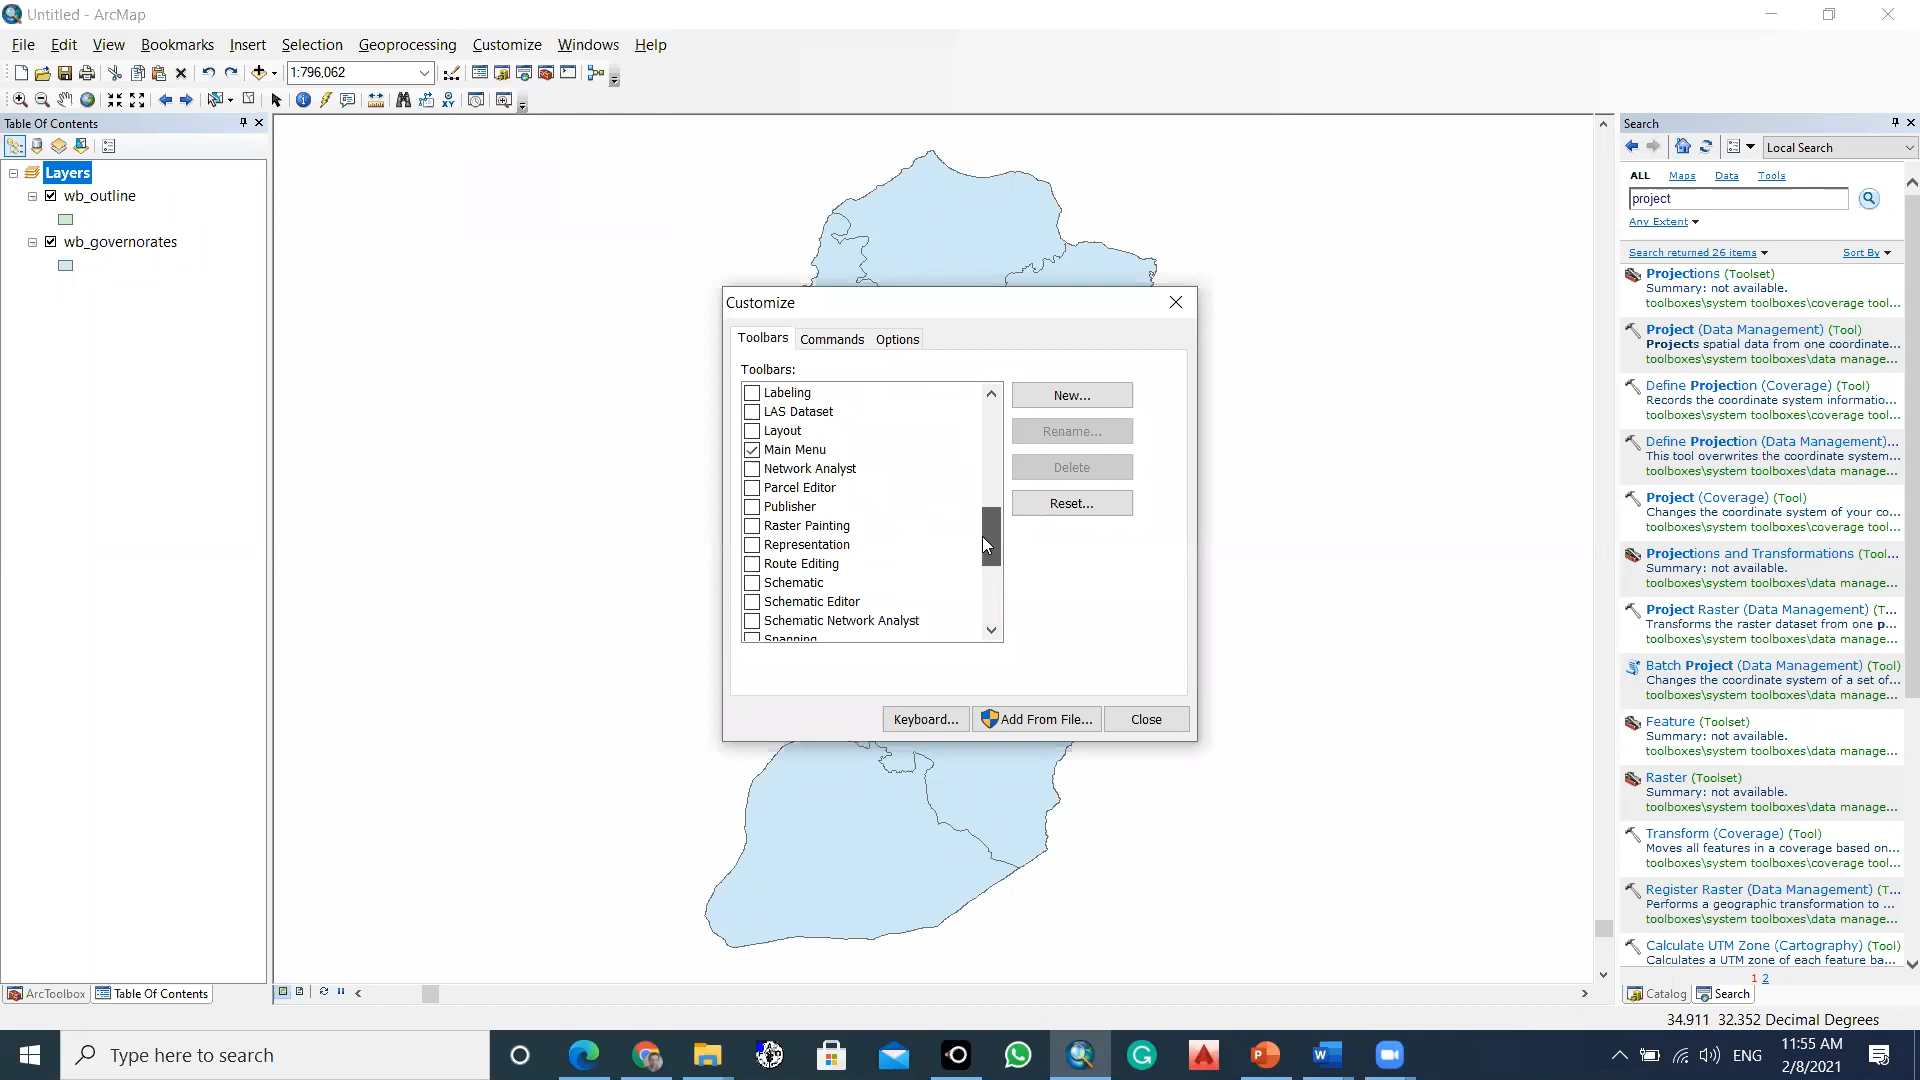 Untitled - ArcMap
File Edit View Bookmarks Insert Selection Geoprocessing Customize Windows Help
1:796,062
Table Of Contents
Layers
wb_outline
wb_governorates
ArcToolbox Table Of Contents
Customize
Toolbars Commands Options
Toolbars:
Labeling
LAS Dataset
Layout
Main Menu
Network Analyst
Parcel Editor
Publisher
Raster Painting
Representation
Route Editing
Schematic
Schematic Editor
Schematic Network Analyst
Snapping
New...
Rename...
Delete
Reset...
Keyboard... Add From File... Close
Search
Local Search
ALL Maps Data Tools
project
Any Extent
Search returned 26 items Sort By
Projections (Toolset)
Summary: not available.
toolboxes\system toolboxes\coverage tool...
Project (Data Management) (Tool)
Projects spatial data from one coordinate...
toolboxes\system toolboxes\data manage...
Define Projection (Coverage) (Tool)
Records the coordinate system informatio...
toolboxes\system toolboxes\coverage tool...
Define Projection (Data Management)...
This tool overwrites the coordinate system...
toolboxes\system toolboxes\data manage...
Project (Coverage) (Tool)
Changes the coordinate system of your co...
toolboxes\system toolboxes\coverage tool...
Projections and Transformations (Tool...
Summary: not available.
toolboxes\system toolboxes\data manage...
Project Raster (Data Management) (T...
Transforms the raster dataset from one p...
toolboxes\system toolboxes\data manage...
Batch Project (Data Management) (Tool)
Changes the coordinate system of a set of...
toolboxes\system toolboxes\data manage...
Feature (Toolset)
Summary: not available.
toolboxes\system toolboxes\data manage...
Raster (Toolset)
Summary: not available.
toolboxes\system toolboxes\data manage...
Transform (Coverage) (Tool)
Moves all features in a coverage based on...
toolboxes\system toolboxes\coverage tool...
Register Raster (Data Management) (T...
Performs a geographic transformation to ...
toolboxes\system toolboxes\data manage...
Calculate UTM Zone (Cartography) (Tool)
Calculates a UTM zone of each feature ba...
1 2
Catalog Search
34.911 32.352 Decimal Degrees
Type here to search
ENG
11:55 AM
2/8/2021